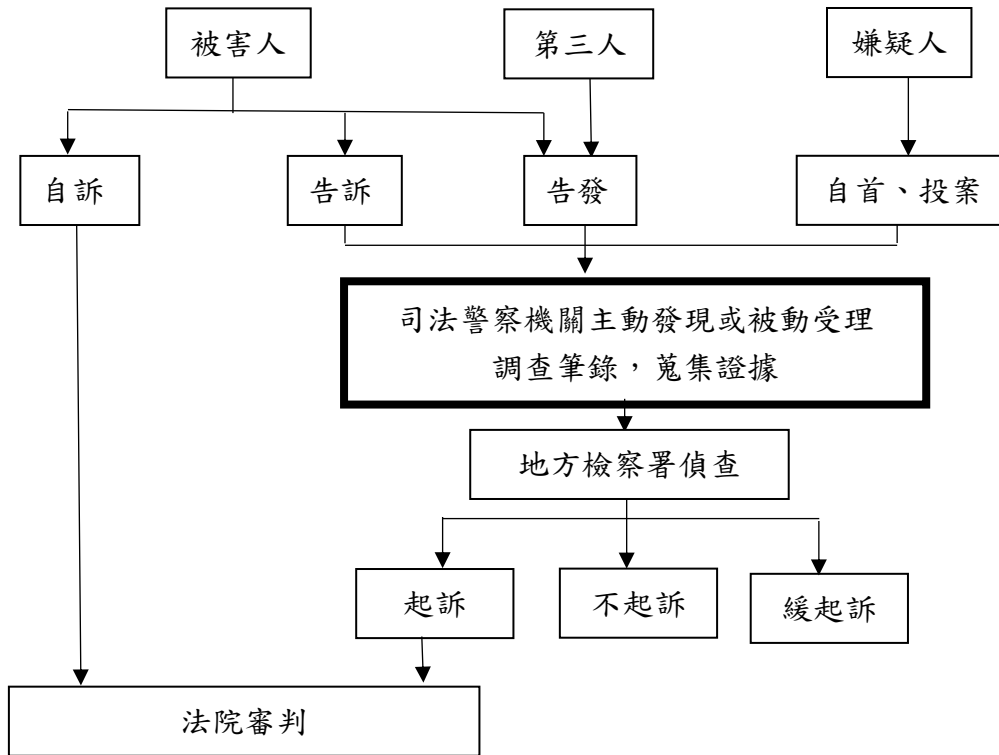 被害人
第三人
嫌疑人
自訴
告訴
告發
自首、投案
司法警察機關主動發現或被動受理
調查筆錄,蒐集證據
地方檢察署偵查
起訴
不起訴
緩起訴
法院審判